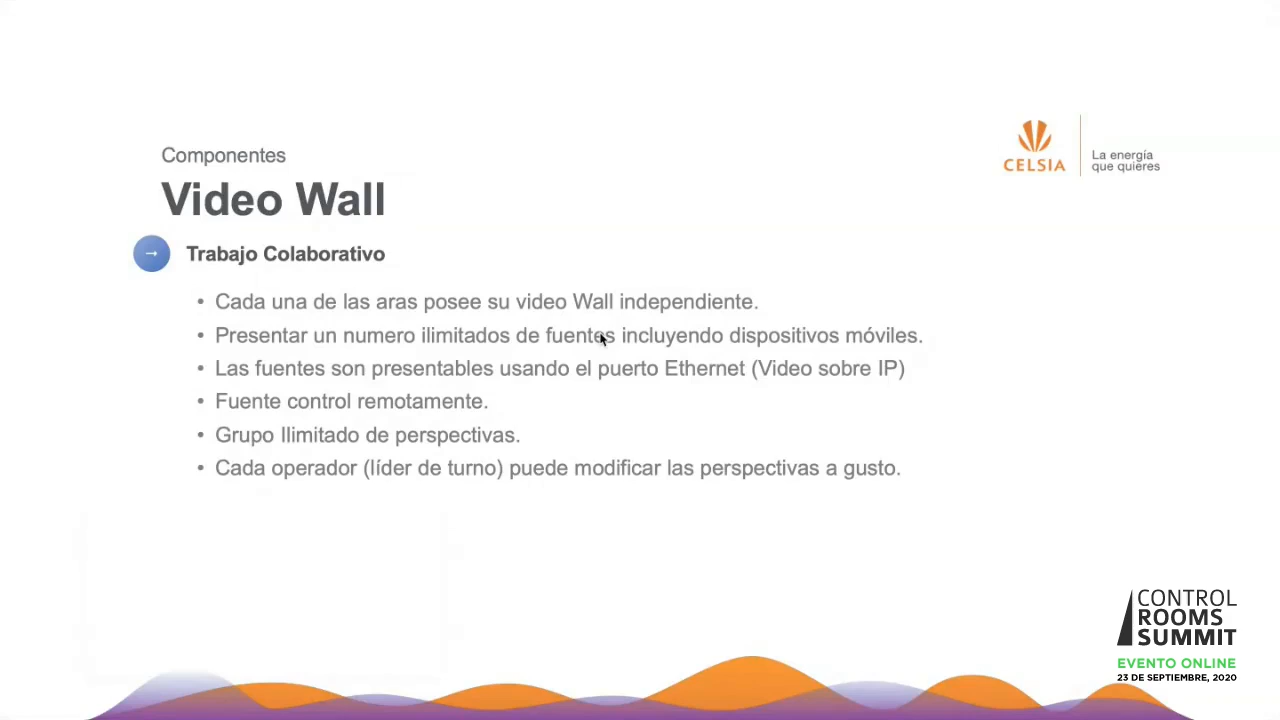 Componentes
Video Wall
CELSIA
La energía
que quieres
→ Trabajo Colaborativo
• Cada una de las aras posee su video Wall independiente.
• Presentar un numero ilimitados de fuentes incluyendo dispositivos móviles.
• Las fuentes son presentables usando el puerto Ethernet (Video sobre IP)
• Fuente control remotamente.
• Grupo Ilimitado de perspectivas.
• Cada operador (líder de turno) puede modificar las perspectivas a gusto.
CONTROL
ROOMS
SUMMIT
EVENTO ONLINE
23 DE SEPTIEMBRE, 2020